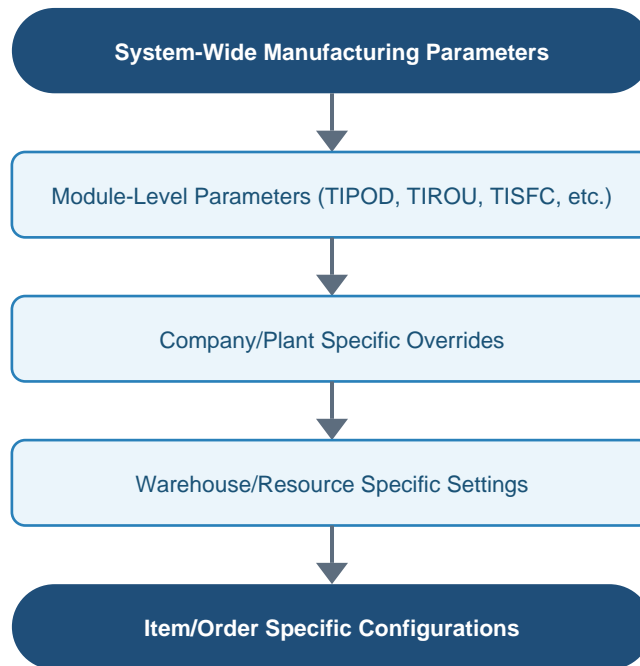 System-Wide Manufacturing Parameters
Module-Level Parameters (TIPOD, TIROU, TISFC, etc.)
Company/Plant Specific Overrides
Warehouse/Resource Specific Settings
Item/Order Specific Configurations